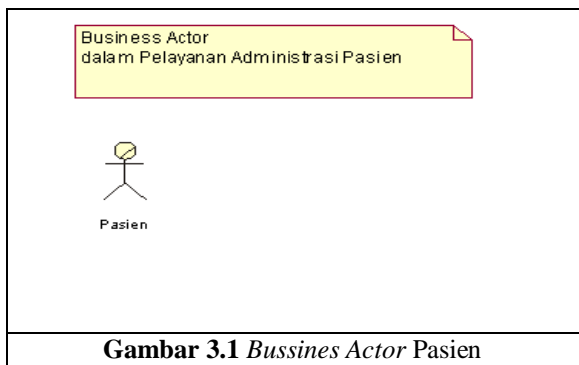 Business Actor
dalam Pelayanan Administrasi Pasien
Pasien
Gambar 3.1 Bussines Actor Pasien